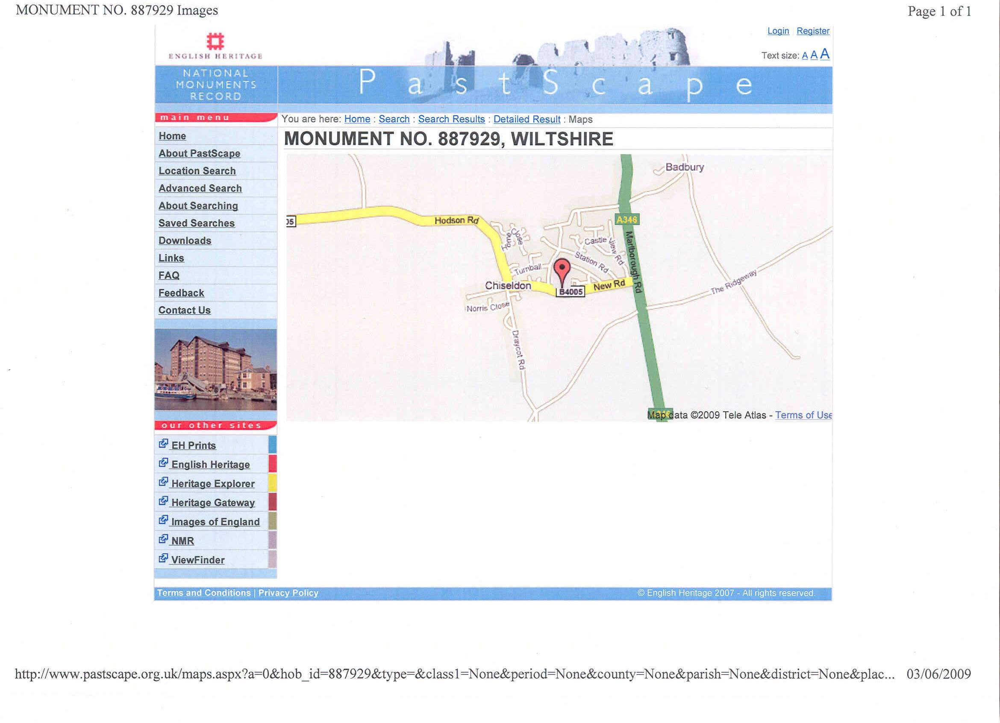 MONUMENT NO. 887929 Images
Page 1 of 1
Login Register
ENGLISH HERITAGE
Text size: A A A
NATIONAL
MONUMENTS
RECORD
PastScape
main menu
You are here: Home : Search : Search Results : Detailed Result : Maps
Home
About PastScape
Location Search
Advanced Search
About Searching
Saved Searches
Downloads
Links
FAQ
Feedback
Contact Us
MONUMENT NO. 887929, WILTSHIRE
Badbury
Hodson Rd
A346
Home Close
Castle View Rd
Marlborough Rd
Station Rd
Turnball
The Ridgeway
Chiseldon
New Rd
B4005
Norris Close
Draycot Rd
Map data ©2009 Tele Atlas - Terms of Use
our other sites
EH Prints
English Heritage
Heritage Explorer
Heritage Gateway
Images of England
NMR
ViewFinder
Terms and Conditions | Privacy Policy
© English Heritage 2007 - All rights reserved.
http://www.pastscape.org.uk/maps.aspx?a=0&hob_id=887929&type=&class1=None&period=None&county=None&parish=None&district=None&plac... 03/06/2009